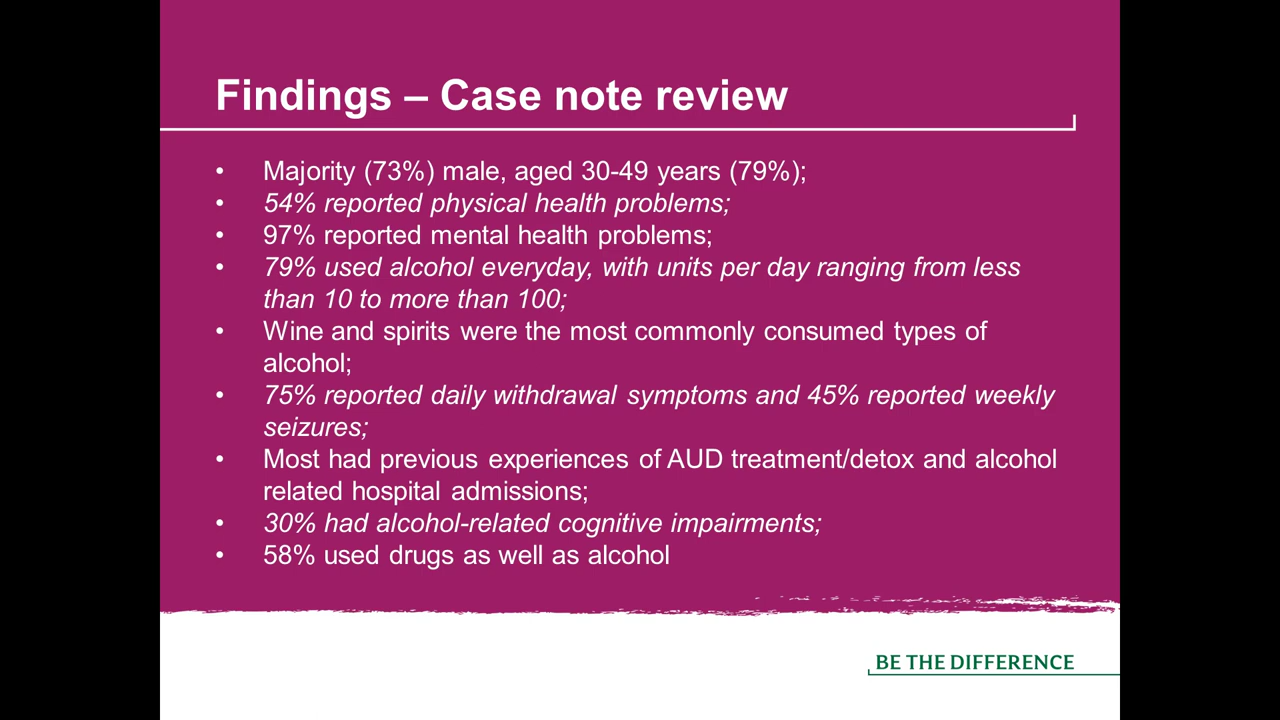 Findings – Case note review
• Majority (73%) male, aged 30-49 years (79%);
• 54% reported physical health problems;
• 97% reported mental health problems;
• 79% used alcohol everyday, with units per day ranging from less
than 10 to more than 100;
• Wine and spirits were the most commonly consumed types of
alcohol;
• 75% reported daily withdrawal symptoms and 45% reported weekly
seizures;
• Most had previous experiences of AUD treatment/detox and alcohol
related hospital admissions;
• 30% had alcohol-related cognitive impairments;
• 58% used drugs as well as alcohol
BE THE DIFFERENCE